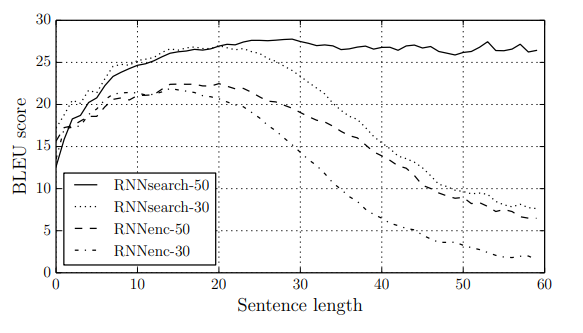 30
25
20
15
10
5
0
BLEU score
RNNsearch-50
RNNsearch-30
RNNenc-50
RNNenc-30
0 10 20 30 40 50 60
Sentence length